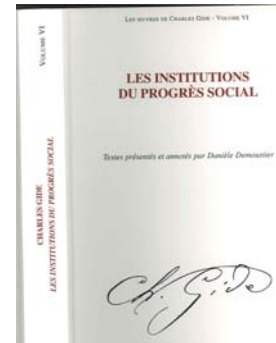 LES ŒUVRES DE CHARLES GIDE - VOLUME VI
LES INSTITUTIONS
DU PROGRÈS SOCIAL
Textes présentés et annotés par Danièle Demoustier
Ch. Gide
VOLUME VI
CHARLES GIDE
LES INSTITUTIONS DU PROGRÈS SOCIAL